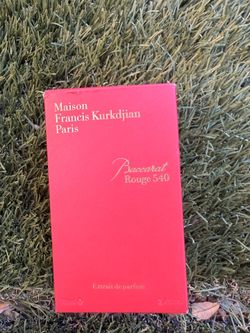 Maison
Francis Kurkdjian
Paris
Baccarat
Rouge 540
Extrait de parfum